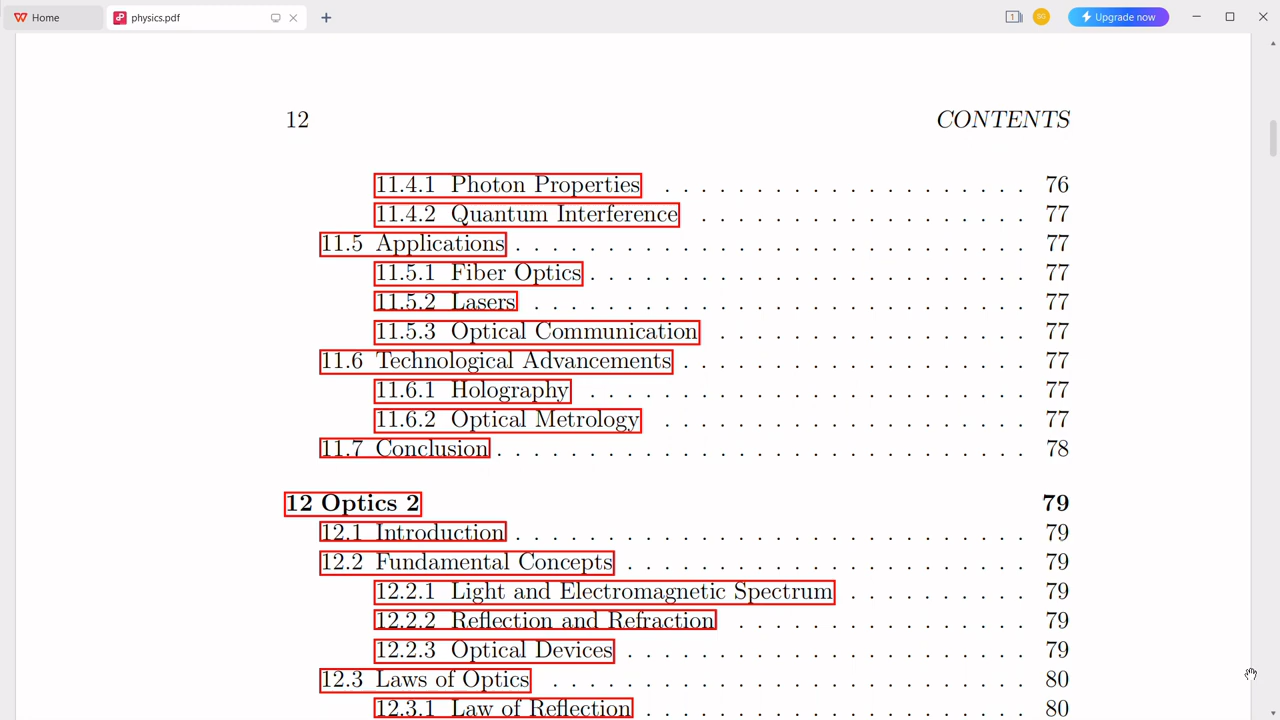 Home
physics.pdf
1
SG
Upgrade now
12 CONTENTS
11.4.1 Photon Properties . . . . . . . . . . . . . . . . . . . . 76
11.4.2 Quantum Interference . . . . . . . . . . . . . . . . . . 77
11.5 Applications . . . . . . . . . . . . . . . . . . . . . . . . . . . . 77
11.5.1 Fiber Optics . . . . . . . . . . . . . . . . . . . . . . . . 77
11.5.2 Lasers . . . . . . . . . . . . . . . . . . . . . . . . . . . 77
11.5.3 Optical Communication . . . . . . . . . . . . . . . . . 77
11.6 Technological Advancements . . . . . . . . . . . . . . . . . . . 77
11.6.1 Holography . . . . . . . . . . . . . . . . . . . . . . . . 77
11.6.2 Optical Metrology . . . . . . . . . . . . . . . . . . . . 77
11.7 Conclusion . . . . . . . . . . . . . . . . . . . . . . . . . . . . . 78
12 Optics 2 79
12.1 Introduction . . . . . . . . . . . . . . . . . . . . . . . . . . . . 79
12.2 Fundamental Concepts . . . . . . . . . . . . . . . . . . . . . . 79
12.2.1 Light and Electromagnetic Spectrum . . . . . . . . . . 79
12.2.2 Reflection and Refraction . . . . . . . . . . . . . . . . 79
12.2.3 Optical Devices . . . . . . . . . . . . . . . . . . . . . . 79
12.3 Laws of Optics . . . . . . . . . . . . . . . . . . . . . . . . . . 80
12.3.1 Law of Reflection . . . . . . . . . . . . . . . . . . . . . 80